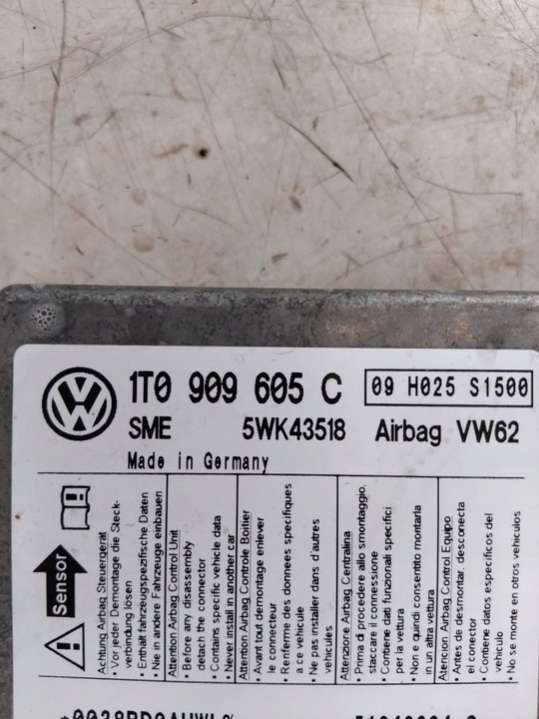 1T0 909 605 C
09 H025 S1500
SME 5WK43518 Airbag VW62
Made in Germany
Sensor
Achtung Airbag Steuergerät
• Vor jeder Demontage die Steck-
verbindung lösen
• Enthält fahrzeugspezifische Daten
• Nie in andere Fahrzeuge einbauen
Attention Airbag Control Unit
• Before any disassembly
detach the connector
• Contains specific vehicle data
• Never install in another car
Attention Airbag Controle Boitier
• Avant tout demontage enlever
le connecteur
• Renferme des donnees specifiques
a ce vehicule
• Ne pas installer dans d'autres
vehicules
Attenzione Airbag Centralina
• Prima di procedere allo smontaggio,
staccare il connessione
• Contiene dati funzionali specifici
per la vettura
• Non e quindi consertito montarla
in un altra vettura
Atencion Airbag Control Equipo
• Antes de desmontar, desconecta
el conector
• Contiene datos especificos del
vehiculo
• No se monte en otros vehiculos